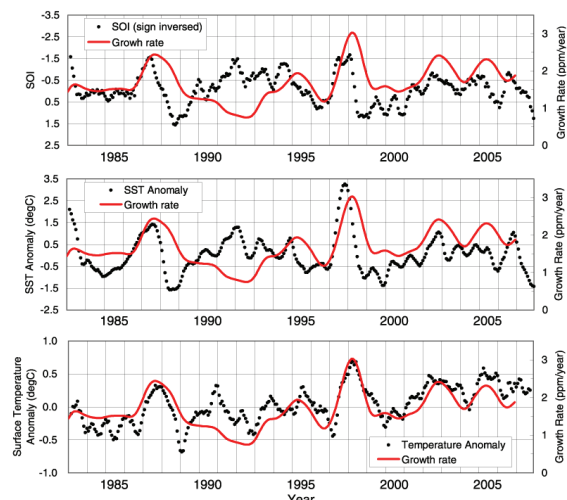 -3.5
-2.5
-1.5
-0.5
0.5
1.5
2.5
SOI
SOI (sign inversed)
Growth rate
3
2
1
0
Growth Rate (ppm/year)
1985 1990 1995 2000 2005
3.5
2.5
1.5
0.5
-0.5
-1.5
-2.5
SST Anomaly (degC)
SST Anomaly
Growth rate
3
2
1
0
Growth Rate (ppm/year)
1985 1990 1995 2000 2005
1.0
0.5
0.0
-0.5
-1.0
Surface Temperature
Anomaly (degC)
Temperature Anomaly
Growth rate
3
2
1
0
Growth Rate (ppm/year)
1985 1990 1995 2000 2005
Year